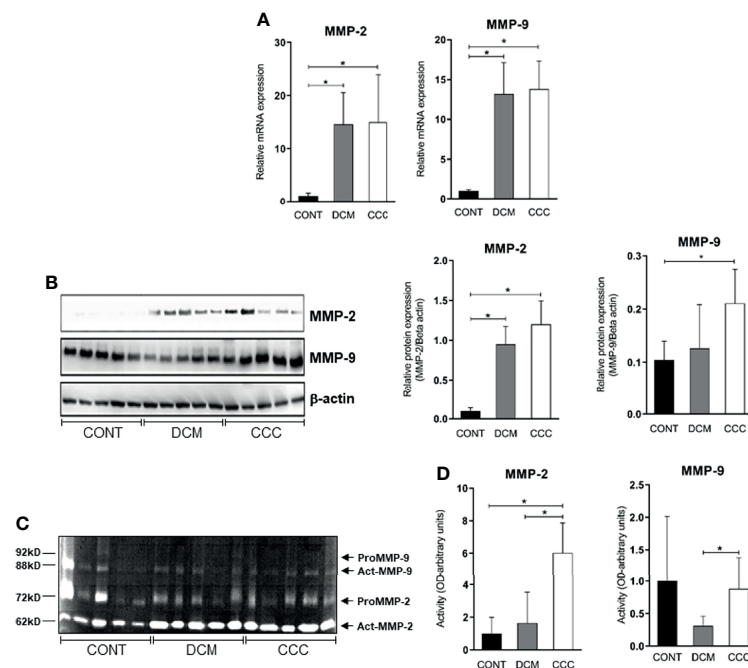 A
MMP-2
Relative mRNA expression
30
20
10
0
*
*
CONT DCM CCC
MMP-9
Relative mRNA expression
20
15
10
5
0
*
*
CONT DCM CCC
B
MMP-2
MMP-9
β-actin
CONT DCM CCC
MMP-2
Relative protein expression
(MMP-2/Beta actin)
2.0
1.5
1.0
0.5
0.0
*
*
CONT DCM CCC
MMP-9
Relative protein expression
(MMP-9/Beta actin)
0.3
0.2
0.1
0.0
*
CONT DCM CCC
C
92kD
88kD
72kD
62kD
ProMMP-9
Act-MMP-9
ProMMP-2
Act-MMP-2
CONT DCM CCC
D
MMP-2
Activity (OD-arbitrary units)
10
8
6
4
2
0
*
*
CONT DCM CCC
MMP-9
Activity (OD-arbitrary units)
2.5
2.0
1.5
1.0
0.5
0.0
*
CONT DCM CCC